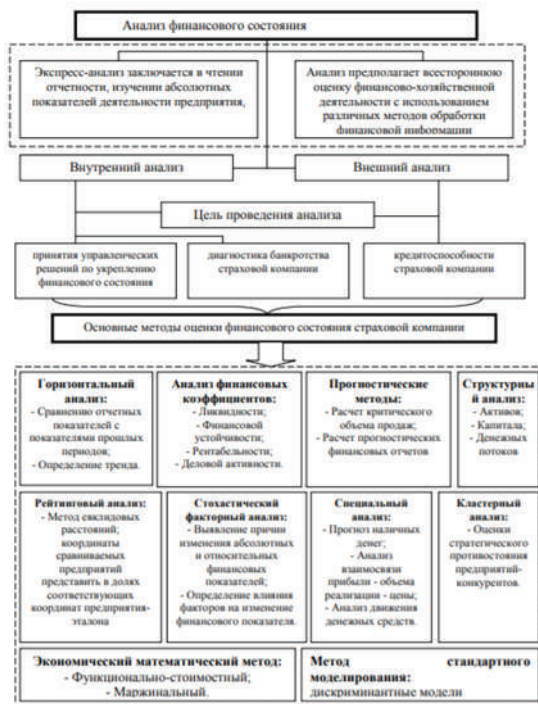 Анализ финансового состояния
Экспресс-анализ заключается в чтении
отчетности, изучении абсолютных
показателей деятельности предприятия,
Анализ предполагает всестороннюю
оценку финансово-хозяйственной
деятельности с использованием
различных методов обработки
финансовой информации
Внутренний анализ
Внешний анализ
Цель проведения анализа
принятия управленческих
решений по укреплению
финансового состояния
диагностика банкротства
страховой компании
кредитоспособности
страховой компании
Основные методы оценки финансового состояния страховой компании
Горизонтальный
анализ:
- Сравнению отчетных
показателей с
показателями прошлых
периодов;
- Определение тренда.
Анализ финансовых
коэффициентов:
- Ликвидности;
- Финансовой
устойчивости;
- Рентабельности;
- Деловой активности.
Прогностические
методы:
- Расчет критического
объема продаж;
- Расчет прогностических
финансовых отчетов
Структурны
й анализ:
- Активов;
- Капитала;
- Денежных
потоков
Рейтинговый анализ:
- Метод евклидовых
расстояний;
координаты
сравниваемых
предприятий
представить в долях
соответствующих
координат предприятия-
эталона
Стохастический
факторный анализ:
- Выявление причин
изменения абсолютных
и относительных
финансовых
показателей;
- Определение влияния
факторов на изменение
финансового показателя.
Специальный
анализ:
- Прогноз наличных
денег;
- Анализ
взаимосвязи
прибыли - объема
реализации - цены;
- Анализ движения
денежных средств.
Кластерный
анализ:
- Оценки
стратегического
противостояния
предприятий-
конкурентов.
Экономический математический метод:
- Функционально-стоимостный;
- Маржинальный.
Метод стандартного
моделирования:
дискриминантные модели